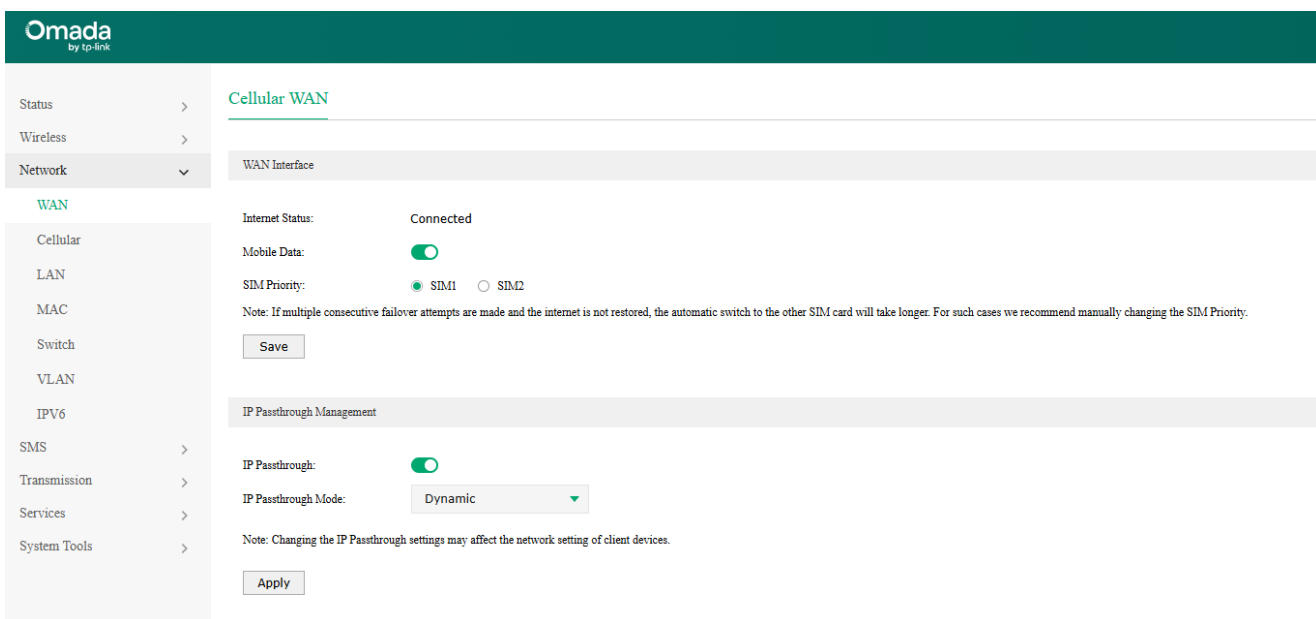 Omada
by tp-link
Status
Wireless
Network
WAN
Cellular
LAN
MAC
Switch
VLAN
IPV6
SMS
Transmission
Services
System Tools
Cellular WAN
WAN Interface
Internet Status: Connected
Mobile Data:
SIM Priority: SIM1 SIM2
Note: If multiple consecutive failover attempts are made and the internet is not restored, the automatic switch to the other SIM card will take longer. For such cases we recommend manually changing the SIM Priority.
Save
IP Passthrough Management
IP Passthrough:
IP Passthrough Mode: Dynamic
Note: Changing the IP Passthrough settings may affect the network setting of client devices.
Apply